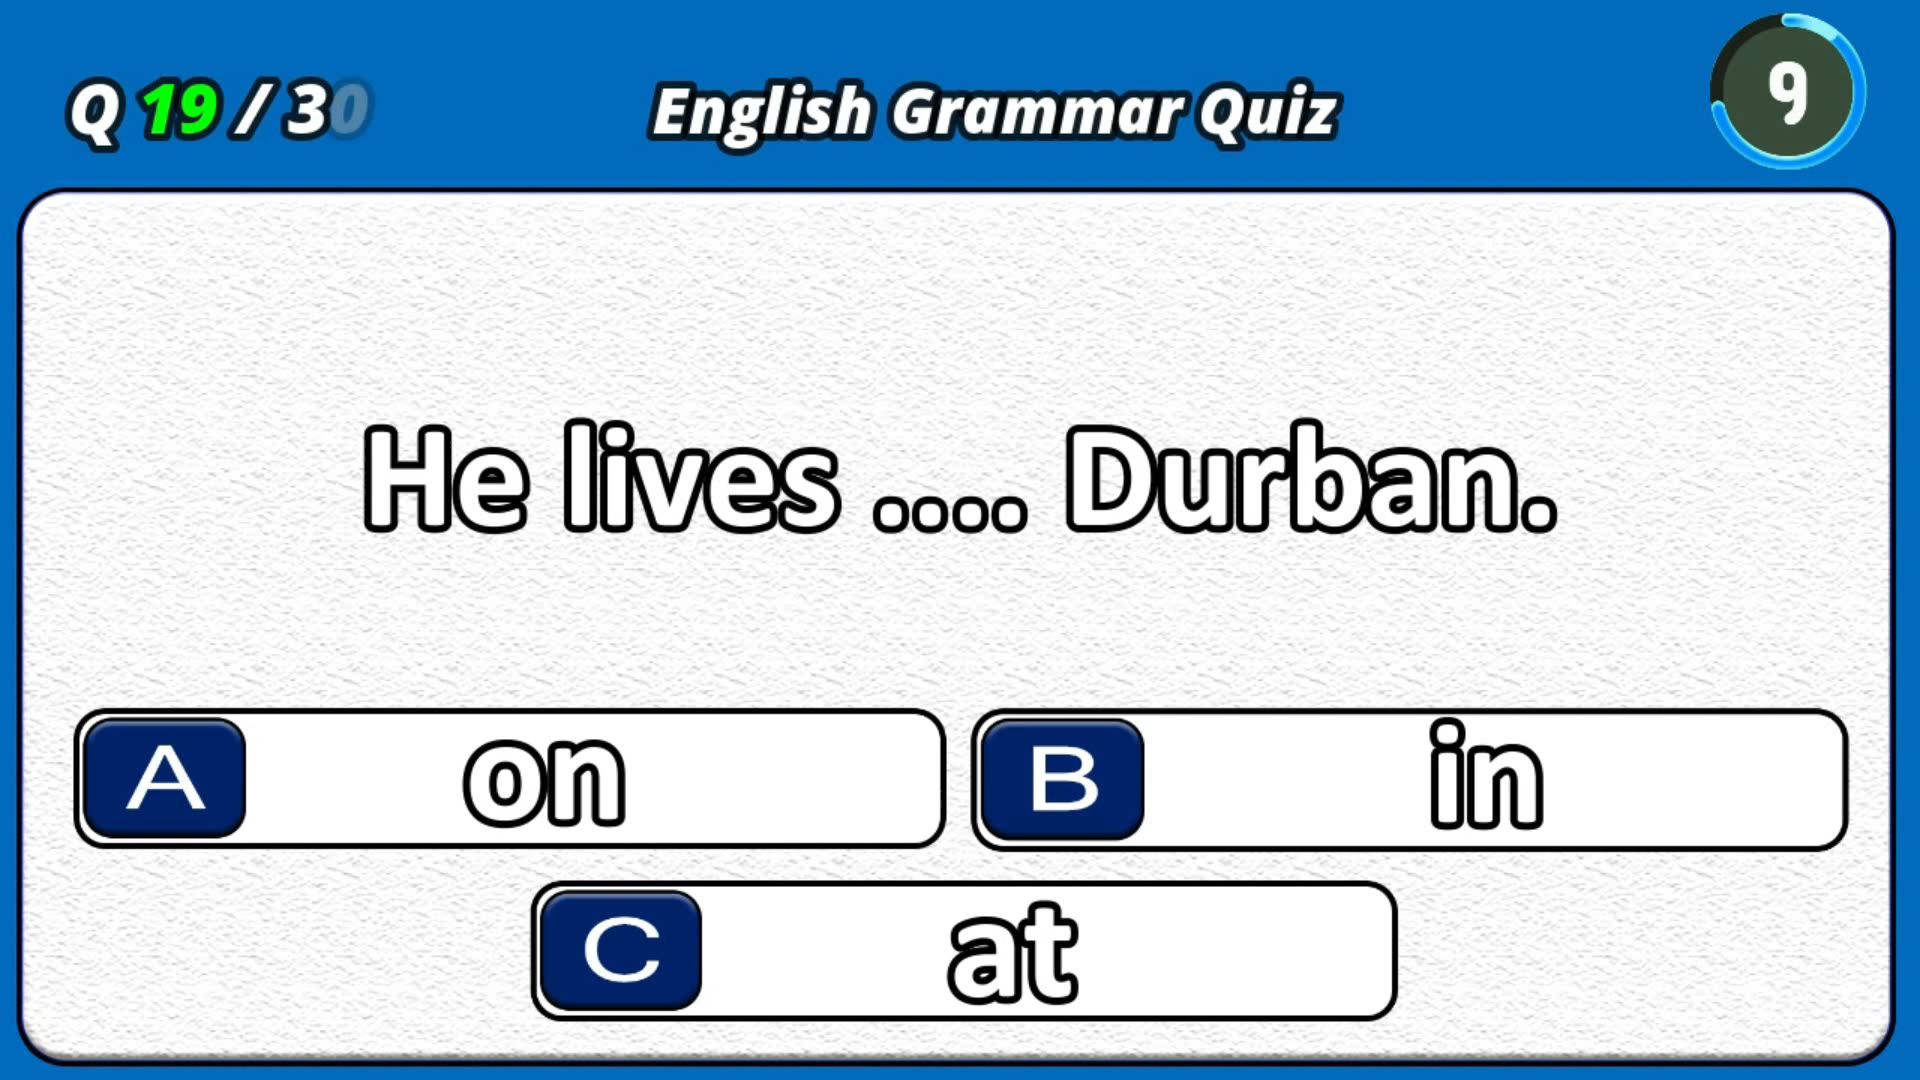 Q 19 / 30
English Grammar Quiz
9
He lives .... Durban.
A on
B in
C at